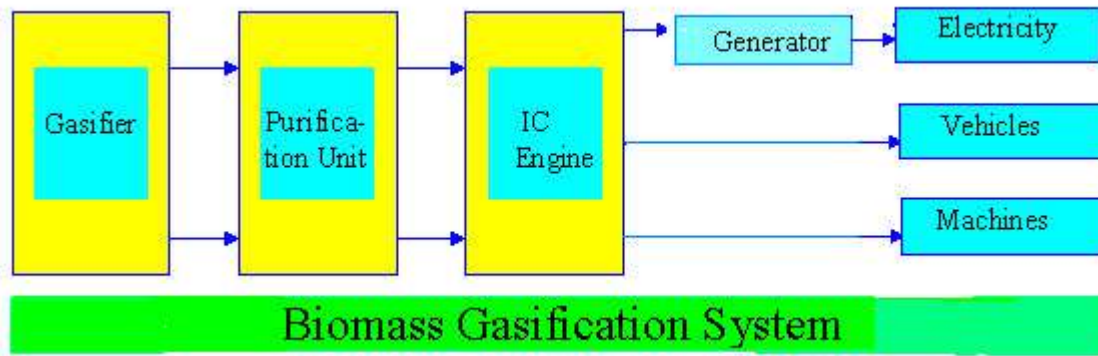 Gasifier
Purifica-
tion Unit
IC
Engine
Generator
Electricity
Vehicles
Machines
Biomass Gasification System